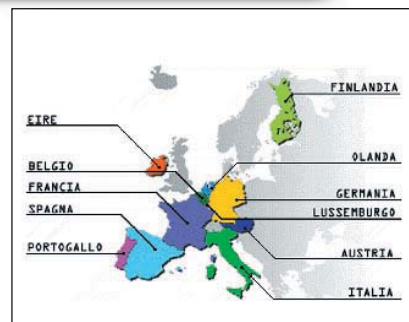 FINLANDIA
EIRE
OLANDA
BELGIO
FRANCIA
GERMANIA
LUSSEMBURGO
SPAGNA
PORTOGALLO
AUSTRIA
ITALIA